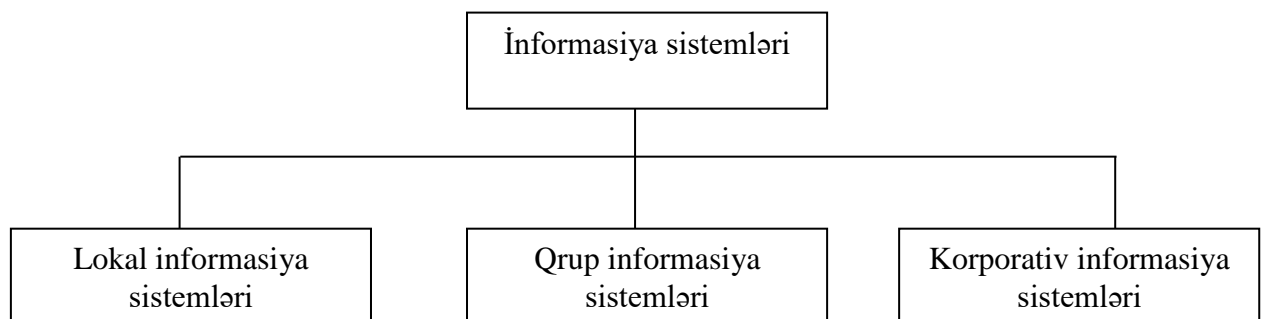 İnformasiya sistemləri
Lokal informasiya
sistemləri
Qrup informasiya
sistemləri
Korporativ informasiya
sistemləri